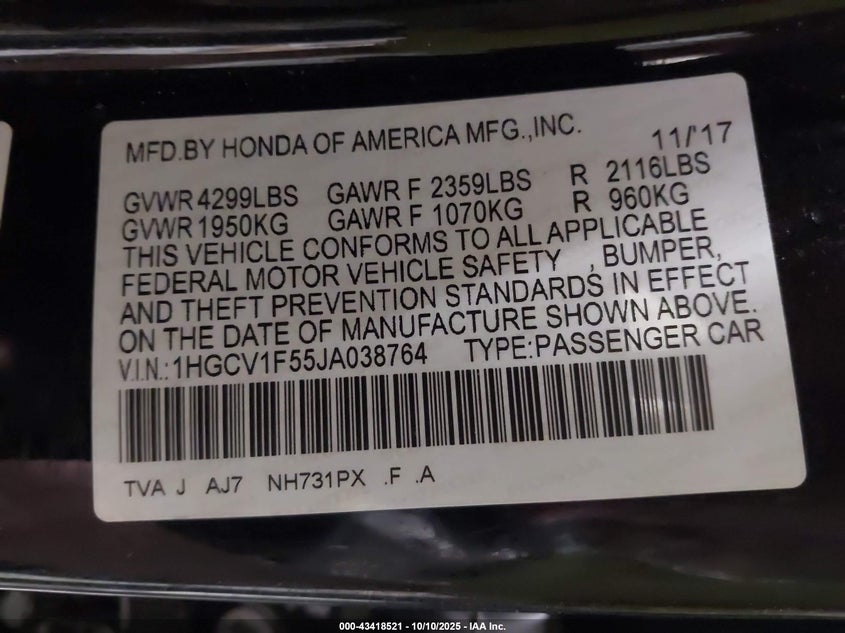 MFD.BY HONDA OF AMERICA MFG.,INC. 11/'17
GVWR 4299LBS GAWR F 2359LBS R 2116LBS
GVWR 1950KG GAWR F 1070KG R 960KG
THIS VEHICLE CONFORMS TO ALL APPLICABLE
FEDERAL MOTOR VEHICLE SAFETY , BUMPER,
AND THEFT PREVENTION STANDARDS IN EFFECT
ON THE DATE OF MANUFACTURE SHOWN ABOVE.
V.I.N.:1HGCV1F55JA038764 TYPE:PASSENGER CAR
TVA J AJ7 NH731PX .F .A
000-43418521 - 10/10/2025 - IAA Inc.